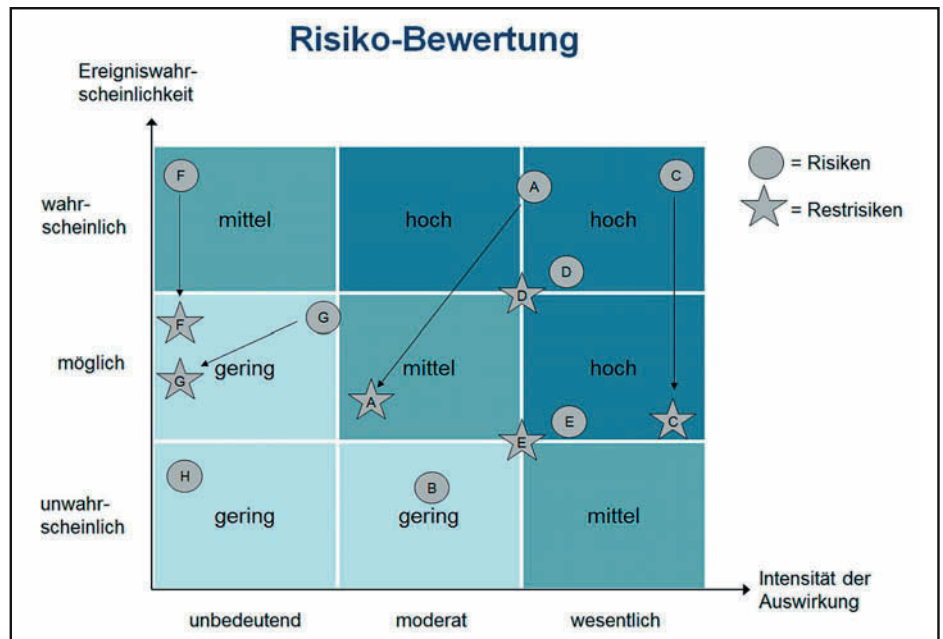 Risiko-Bewertung
Ereigniswahr-
scheinlichkeit
F
A
C
= Risiken
= Restrisiken
wahr-
scheinlich
mittel
hoch
hoch
D
D
F
G
möglich
G
gering
mittel
hoch
A
E
C
E
H
B
unwahr-
scheinlich
gering
gering
mittel
Intensität der
Auswirkung
unbedeutend
moderat
wesentlich